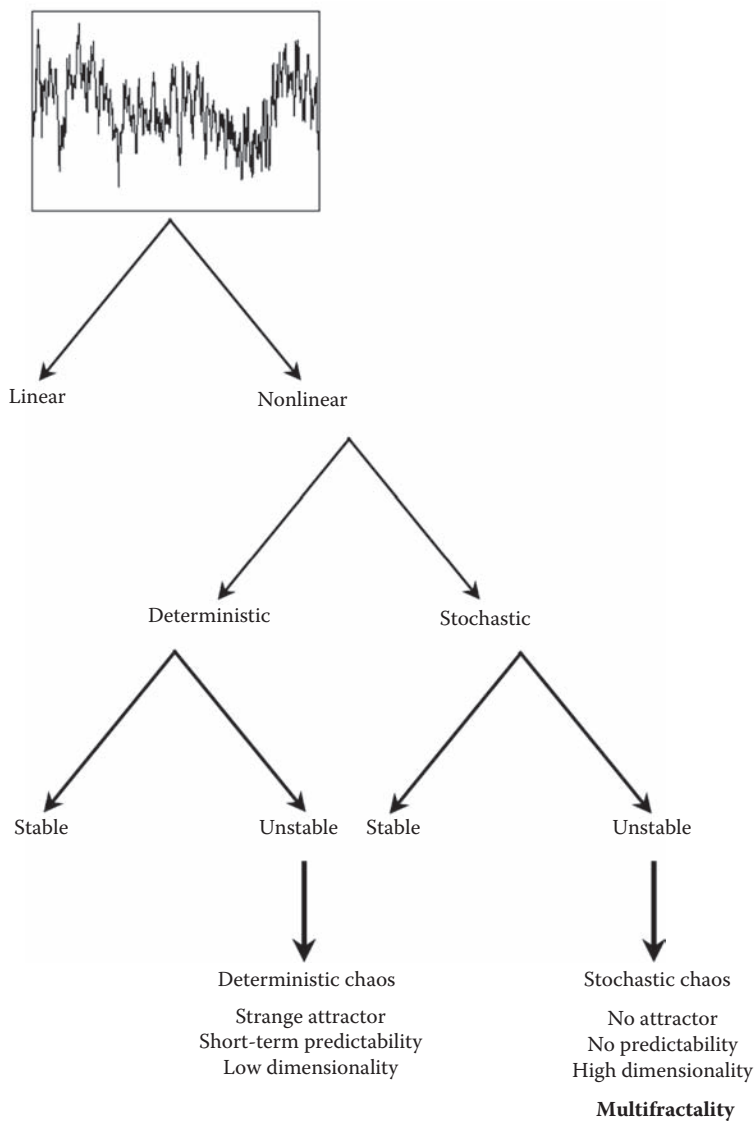 Linear
Nonlinear
Deterministic
Stochastic
Stable
Unstable
Stable
Unstable
Deterministic chaos
Strange attractor
Short-term predictability
Low dimensionality
Stochastic chaos
No attractor
No predictability
High dimensionality
Multifractality